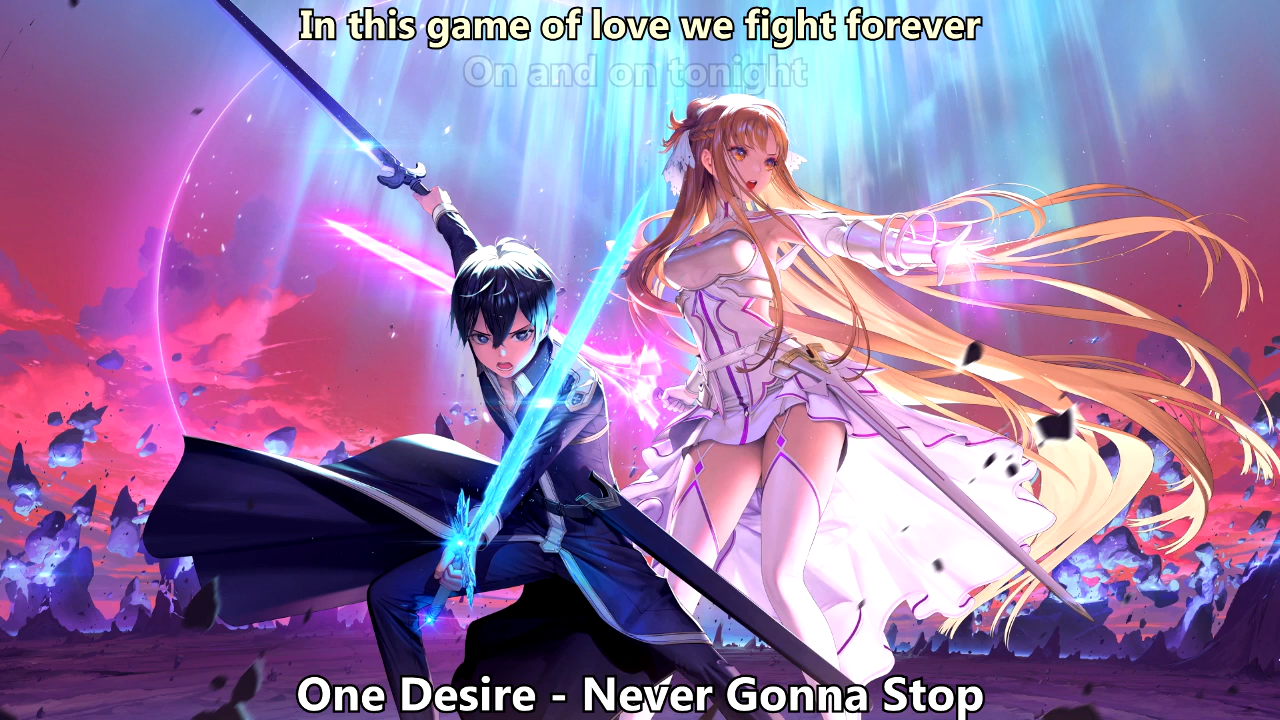 In this game of love we fight forever
On and on tonight
One Desire - Never Gonna Stop